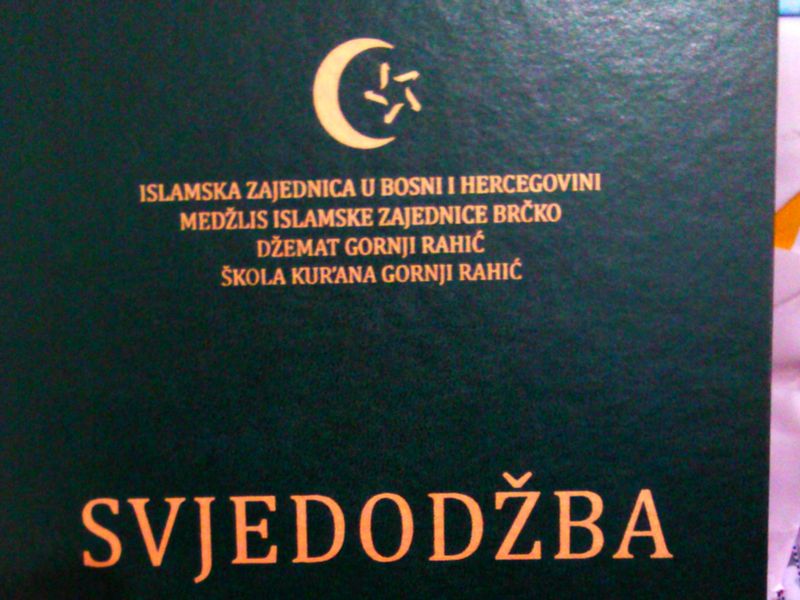 ISLAMSKA ZAJEDNICA U BOSNI I HERCEGOVINI
MEDŽLIS ISLAMSKE ZAJEDNICE BRČKO
DŽEMAT GORNJI RAHIĆ
ŠKOLA KUR'ANA GORNJI RAHIĆ
SVJEDODŽBA